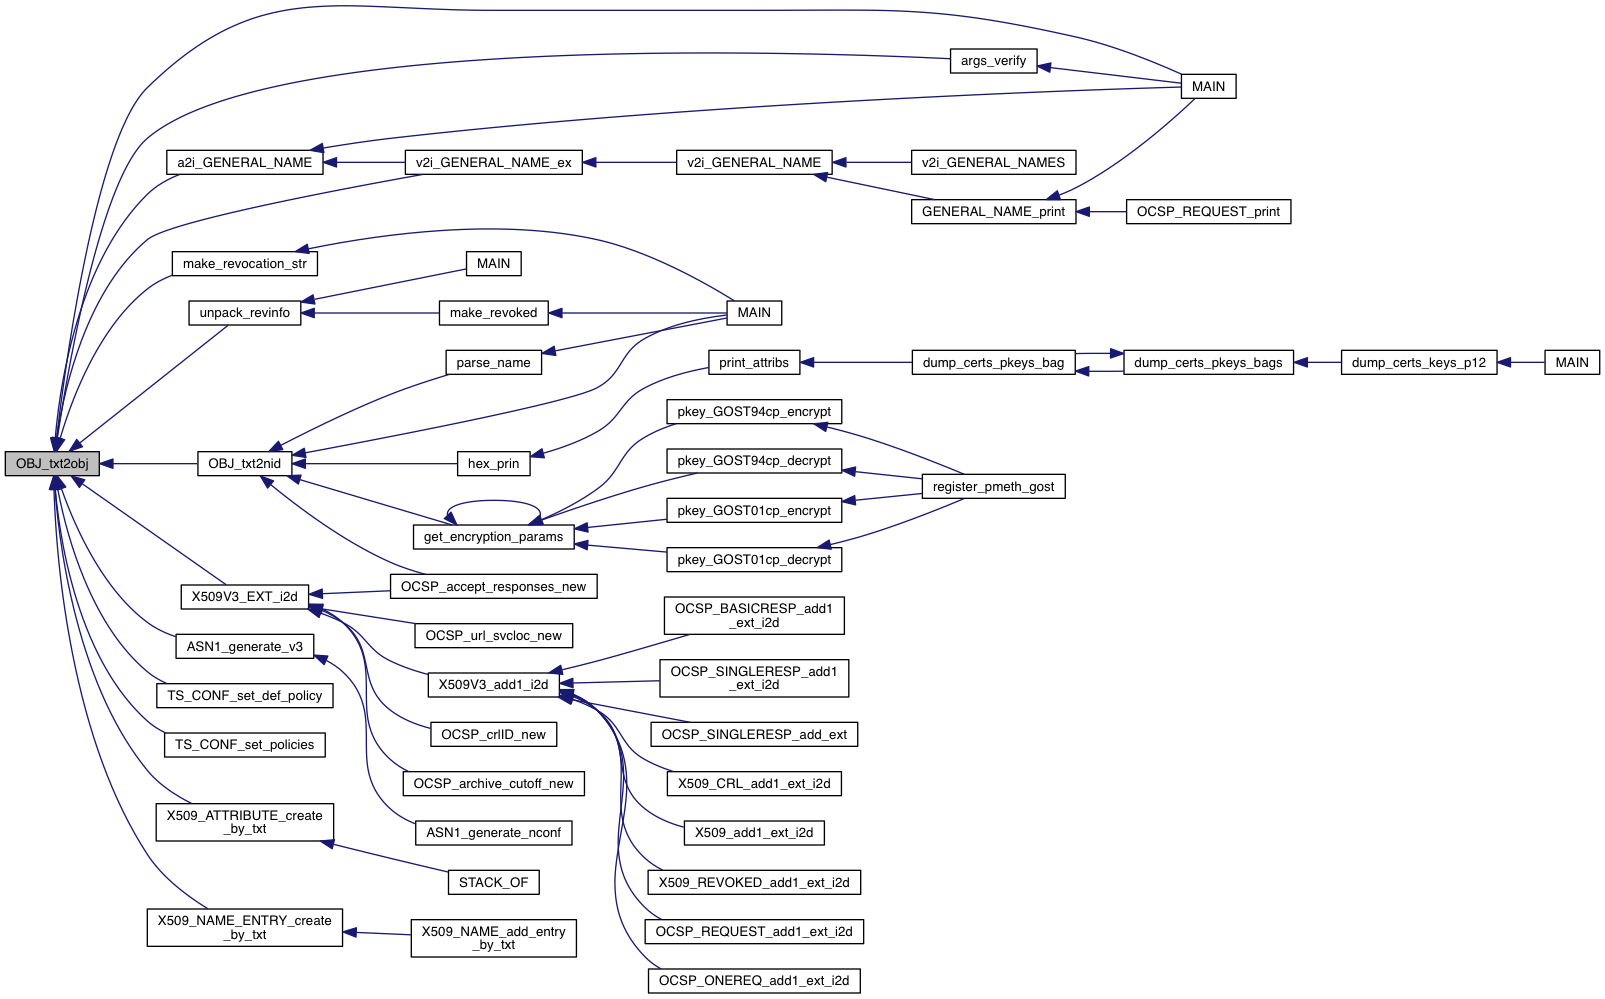 args_verify
MAIN
a2i_GENERAL_NAME
v2i_GENERAL_NAME_ex
v2i_GENERAL_NAME
v2i_GENERAL_NAMES
GENERAL_NAME_print
OCSP_REQUEST_print
make_revocation_str
MAIN
unpack_revinfo
make_revoked
MAIN
parse_name
print_attribs
dump_certs_pkeys_bag
dump_certs_pkeys_bags
dump_certs_keys_p12
MAIN
pkey_GOST94cp_encrypt
OBJ_txt2obj
OBJ_txt2nid
hex_prin
pkey_GOST94cp_decrypt
register_pmeth_gost
pkey_GOST01cp_encrypt
get_encryption_params
pkey_GOST01cp_decrypt
OCSP_accept_responses_new
X509V3_EXT_i2d
OCSP_BASICRESP_add1
_ext_i2d
OCSP_url_svcloc_new
ASN1_generate_v3
OCSP_SINGLERESP_add1
_ext_i2d
X509V3_add1_i2d
TS_CONF_set_def_policy
OCSP_crlID_new
OCSP_SINGLERESP_add_ext
TS_CONF_set_policies
OCSP_archive_cutoff_new
X509_CRL_add1_ext_i2d
X509_ATTRIBUTE_create
_by_txt
ASN1_generate_nconf
X509_add1_ext_i2d
STACK_OF
X509_REVOKED_add1_ext_i2d
X509_NAME_ENTRY_create
_by_txt
X509_NAME_add_entry
_by_txt
OCSP_REQUEST_add1_ext_i2d
OCSP_ONEREQ_add1_ext_i2d